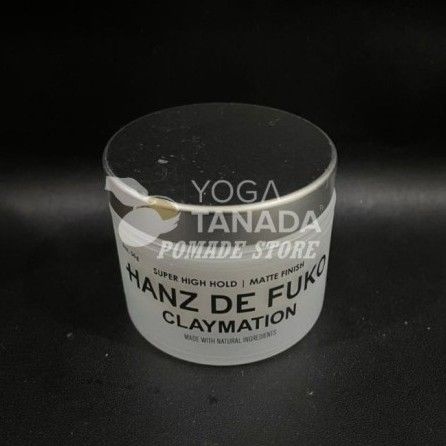 YOGA
TANADA
POMADE STORE
SUPER HIGH HOLD | MATTE FINISH
HANZ DE FUKO
CLAYMATION
MADE WITH NATURAL INGREDIENTS